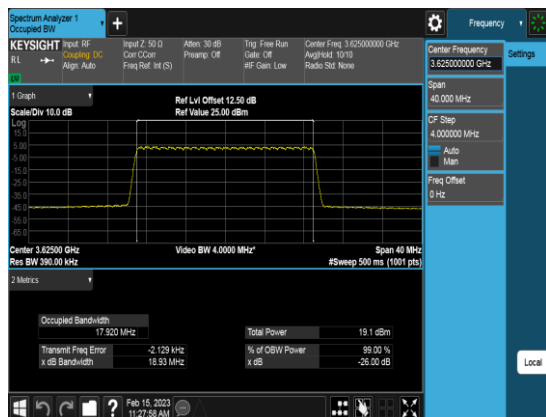 Spectrum Analyzer 1
Occupied BW
+
Frequency
KEYSIGHT
RL
Input: RF
Coupling: DC
Align: Auto
Input Z: 50 Ω
Corr CCorr
Freq Ref: Int (S)
Atten: 30 dB
Preamp: Off
Trig: Free Run
Gate: Off
#IF Gain: Low
Center Freq: 3.625000000 GHz
Avg|Hold: 10/10
Radio Std: None
LXI
1 Graph
Scale/Div 10.0 dB
Ref Lvl Offset 12.50 dB
Ref Value 25.00 dBm
Log
15.0
5.00
-5.00
-15.0
-25.0
-35.0
-45.0
-55.0
-65.0
Center 3.62500 GHz
Res BW 390.00 kHz
Video BW 4.0000 MHz*
Span 40 MHz
#Sweep 500 ms (1001 pts)
2 Metrics
Occupied Bandwidth
17.920 MHz
Total Power 19.1 dBm
Transmit Freq Error -2.129 kHz
% of OBW Power 99.00 %
x dB Bandwidth 18.93 MHz
x dB -26.00 dB
?
Feb 15, 2023
11:27:58 AM
Center Frequency
3.625000000 GHz
Settings
Span
40.000 MHz
CF Step
4.000000 MHz
Auto
Man
Freq Offset
0 Hz
Local